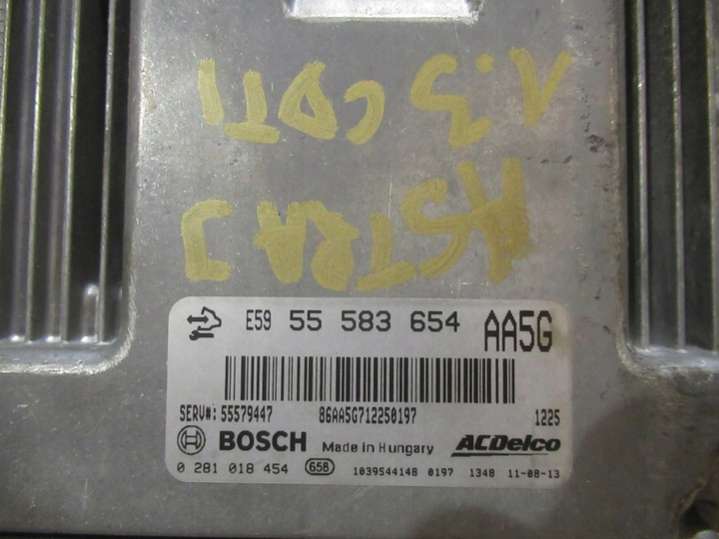 1.3 CDTI
ASTRA J
E59 55 583 654 AA5G
SERV#: 55579447 86AA5G712250197 1225
BOSCH Made in Hungary ACDelco
0 281 018 454 658 1039S44148 0197 1348 11-08-13